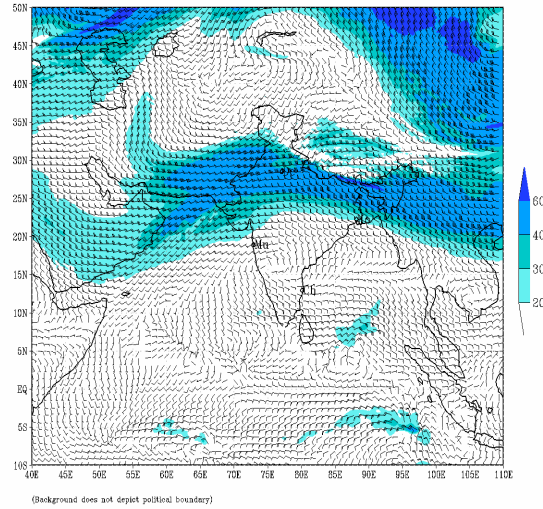 50N
45N
40N
35N
30N
25N
20N
15N
10N
5N
EQ
5S
10S
40E 45E 50E 55E 60E 65E 70E 75E 80E 85E 90E 95E 100E 105E 110E
60
40
30
20
Mu
Ch
(Background does not depict political boundary)